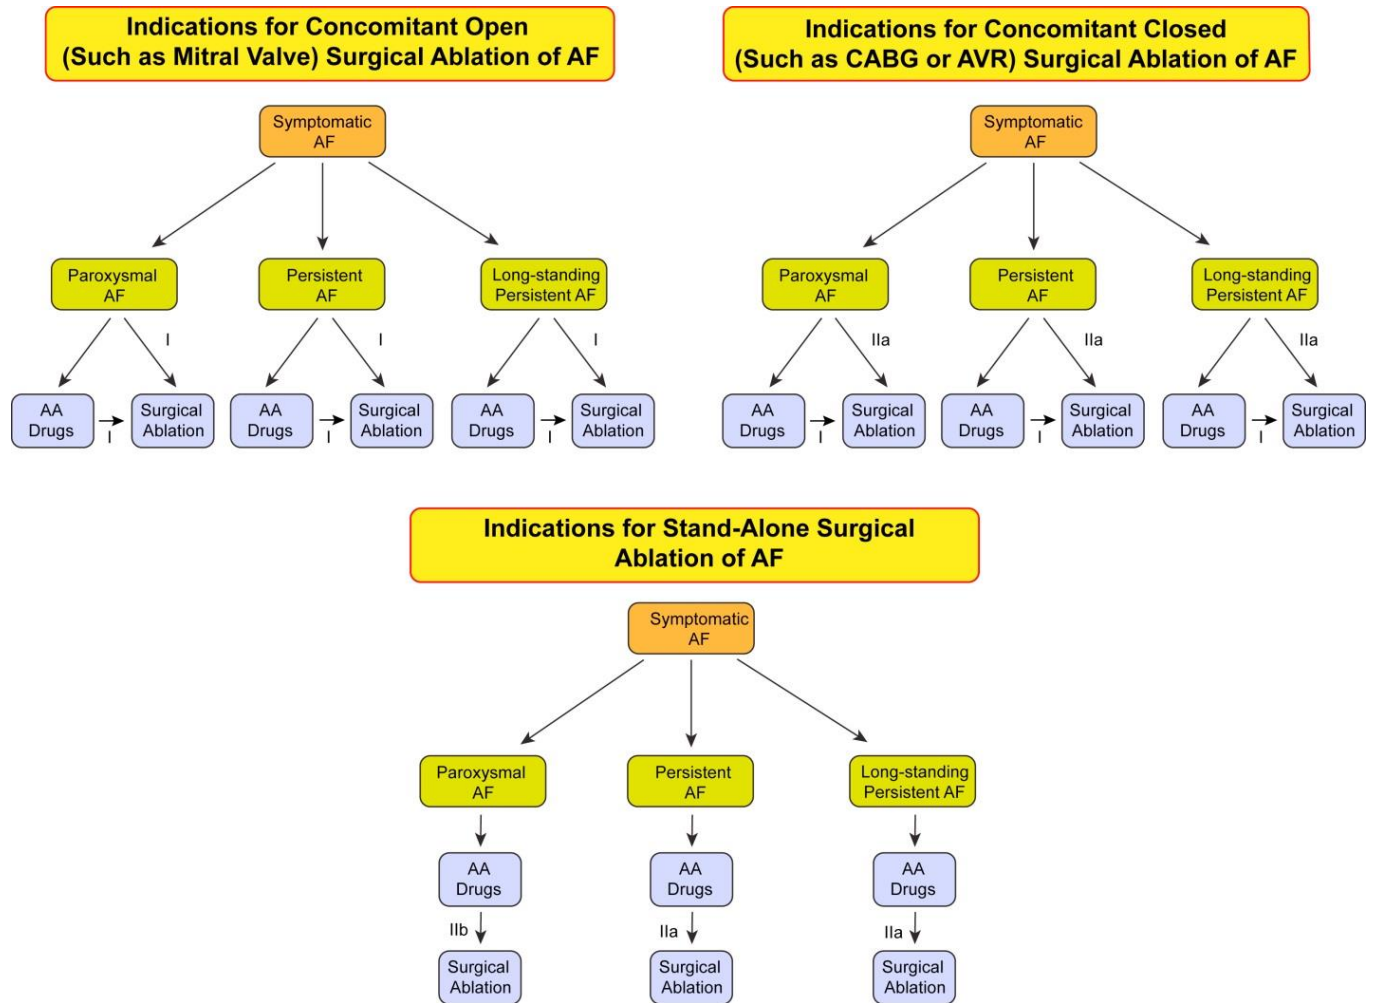 Indications for Concomitant Open
(Such as Mitral Valve) Surgical Ablation of AF
Symptomatic
AF
Paroxysmal
AF
Persistent
AF
Long-standing
Persistent AF
I
I
I
AA
Drugs
I
Surgical
Ablation
AA
Drugs
I
Surgical
Ablation
AA
Drugs
I
Surgical
Ablation
Indications for Concomitant Closed
(Such as CABG or AVR) Surgical Ablation of AF
Symptomatic
AF
Paroxysmal
AF
Persistent
AF
Long-standing
Persistent AF
IIa
IIa
IIa
AA
Drugs
I
Surgical
Ablation
AA
Drugs
I
Surgical
Ablation
AA
Drugs
I
Surgical
Ablation
Indications for Stand-Alone Surgical
Ablation of AF
Symptomatic
AF
Paroxysmal
AF
Persistent
AF
Long-standing
Persistent AF
AA
Drugs
AA
Drugs
AA
Drugs
IIb
IIa
IIa
Surgical
Ablation
Surgical
Ablation
Surgical
Ablation